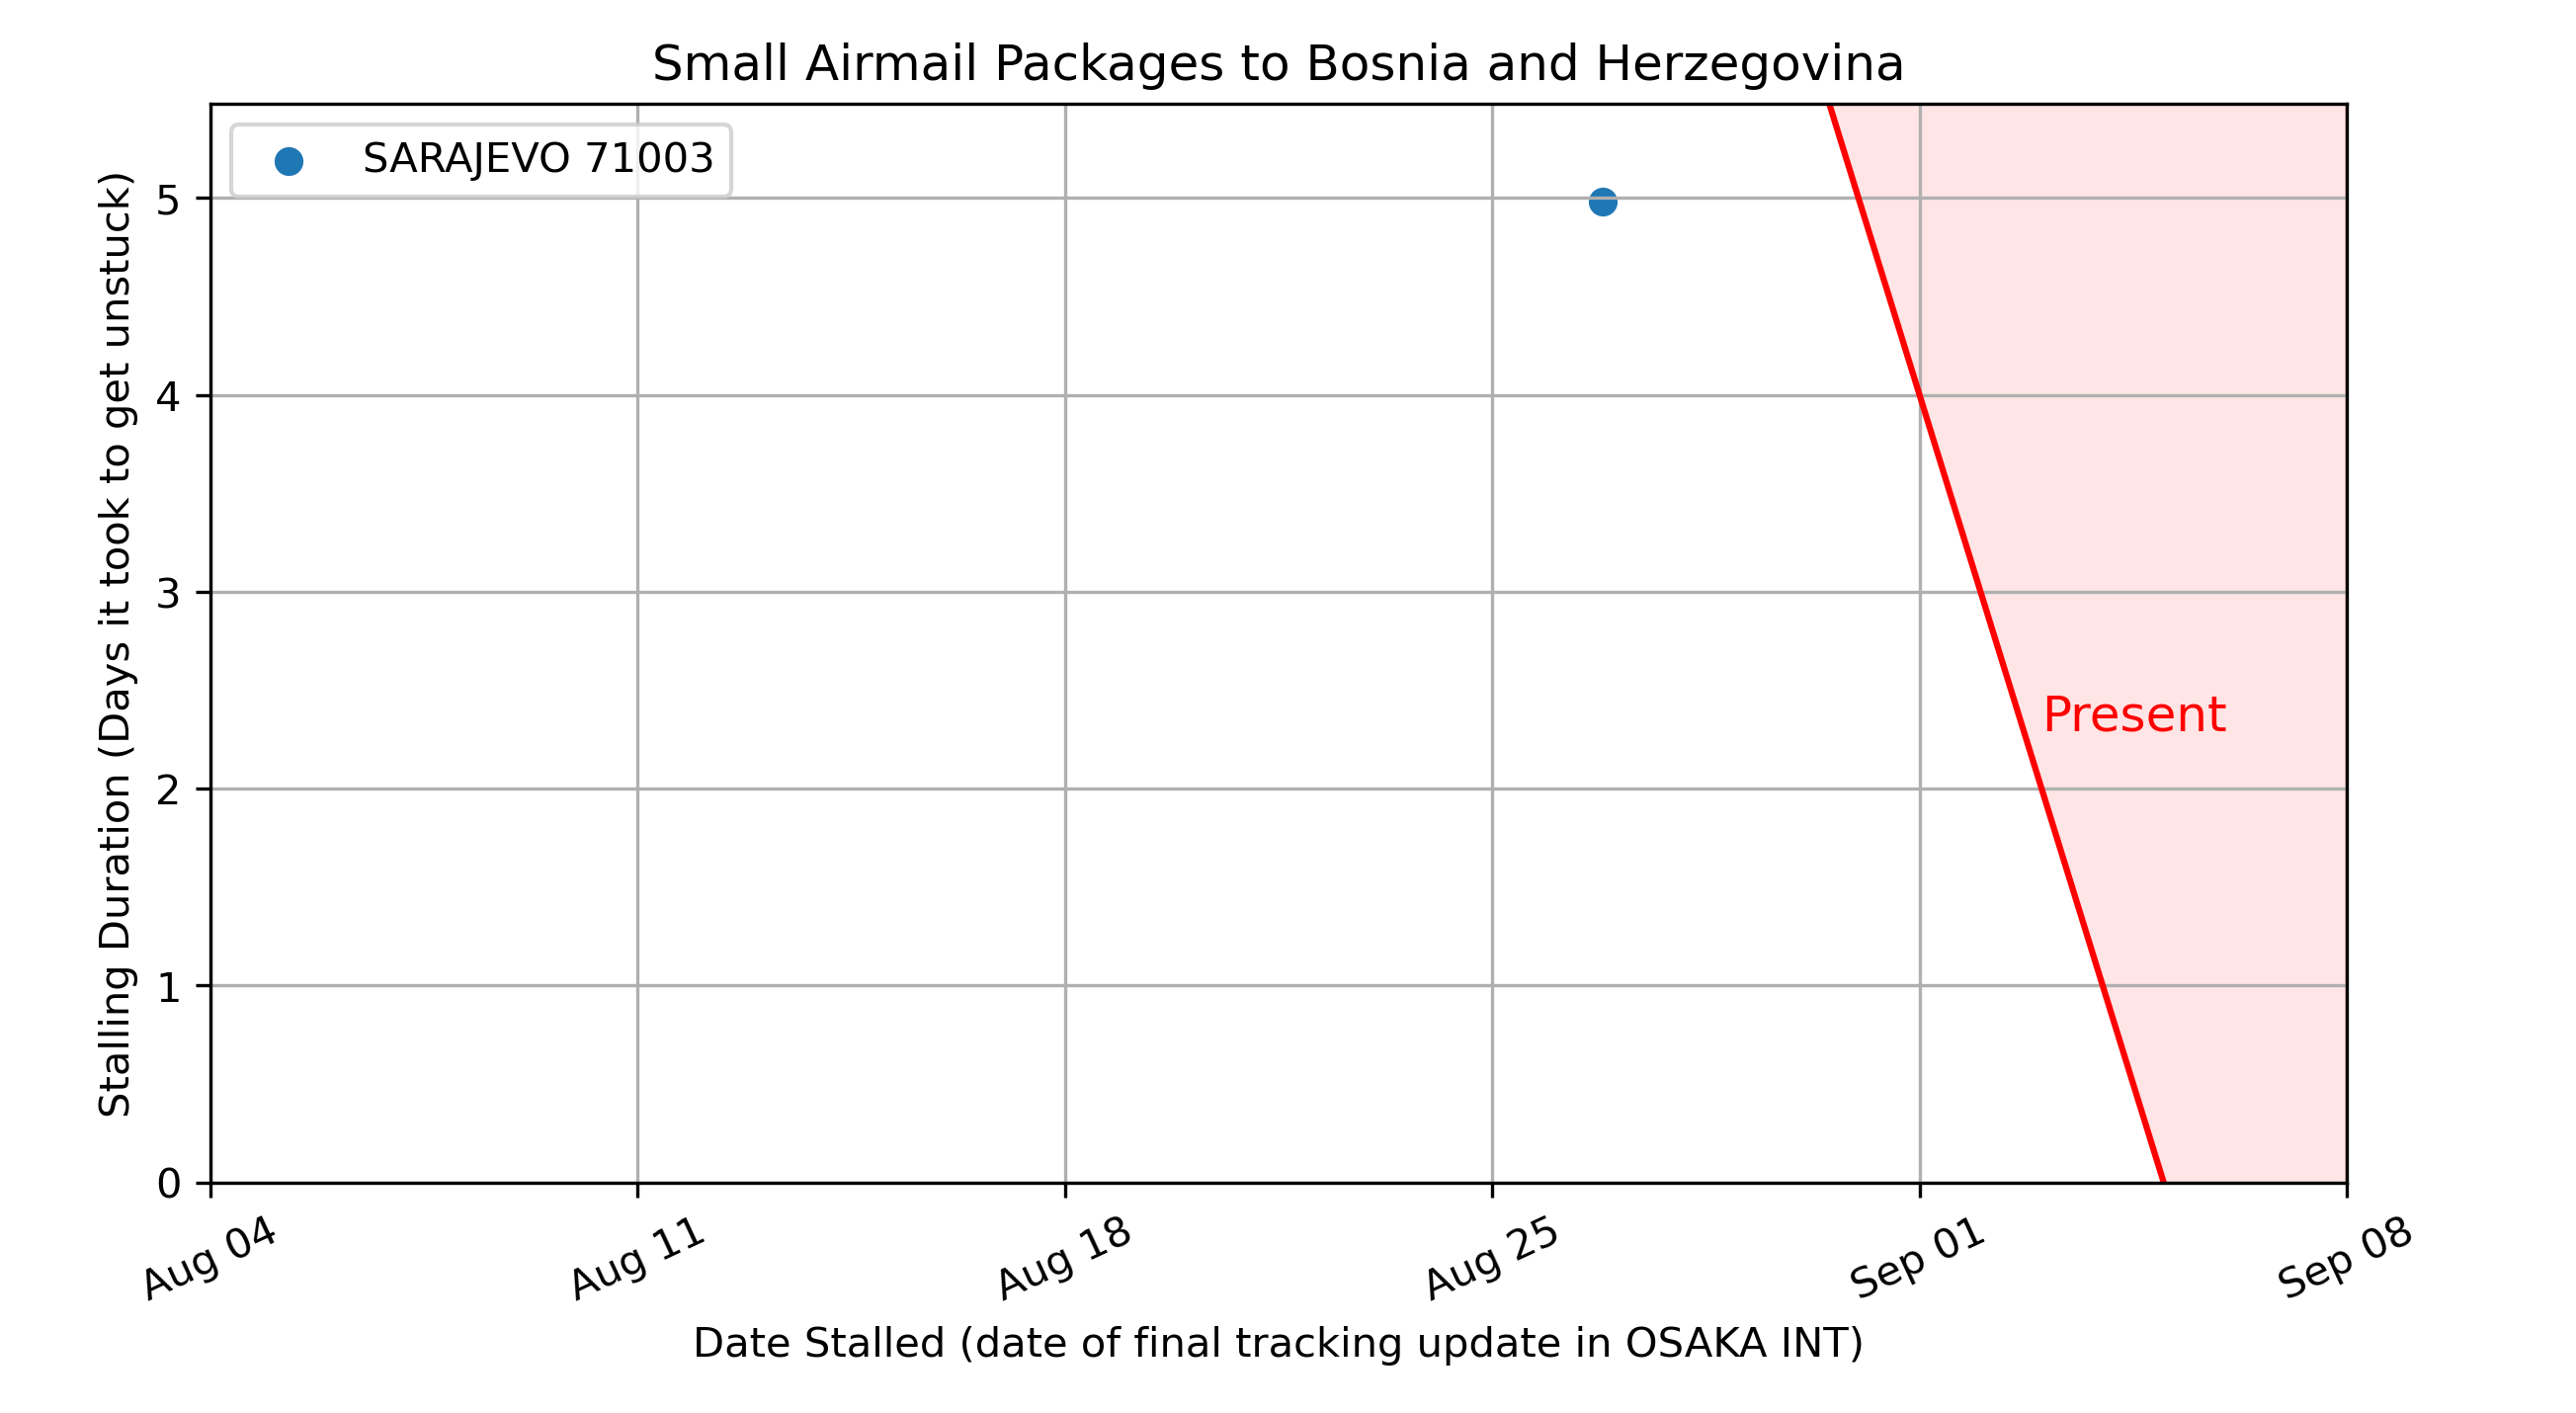 Small Airmail Packages to Bosnia and Herzegovina
SARAJEVO 71003
Stalling Duration (Days it took to get unstuck)
5
4
3
2
1
0
Present
Aug 04
Aug 11
Aug 18
Aug 25
Sep 01
Sep 08
Date Stalled (date of final tracking update in OSAKA INT)